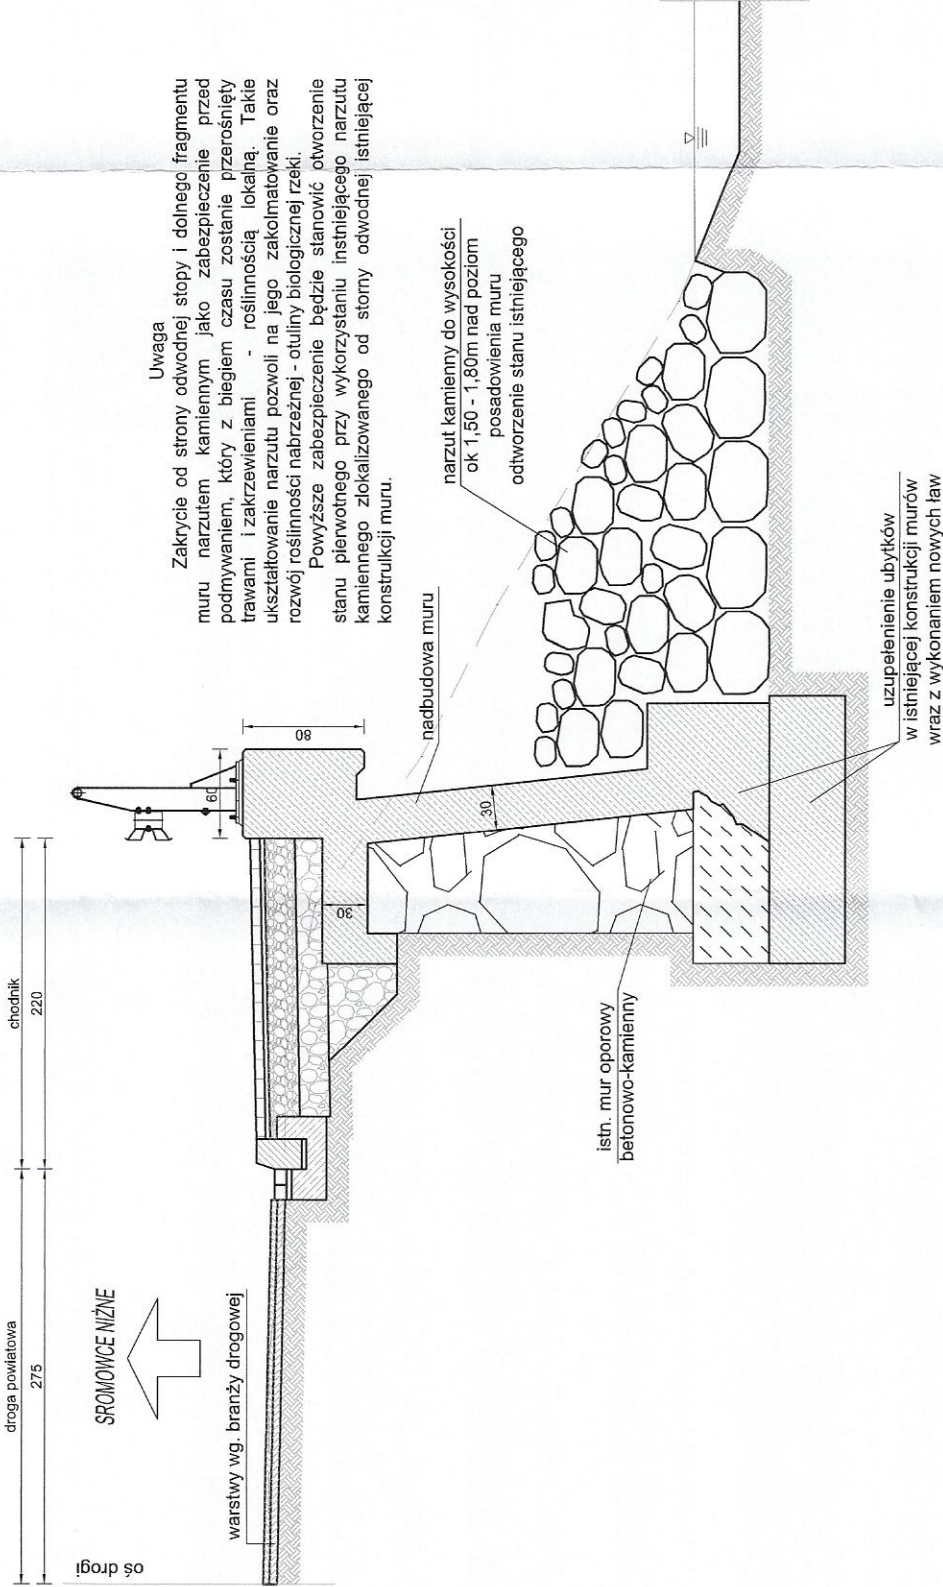 droga powiatowa
chodnik
275
220
oś drogi
SROMOWCE NIŻNE
warstwy wg. branży drogowej
60
80
30
30
Uwaga
Zakrycie od strony odwodnej stopy i dolnego fragmentu
muru narzutem kamiennym jako zabezpieczenie przed
podmywaniem, który z biegiem czasu zostanie przerośnięty
trawami i zakrzewieniami - roślinnością lokalną. Takie
ukształtowanie narzutu pozwoli na jego zakolmatowanie oraz
rozwój roślinności nabrzeżnej - otuliny biologicznej rzeki.
Powyższe zabezpieczenie będzie stanowić otworzenie
stanu pierwotnego przy wykorzystaniu instniejącego narzutu
kamiennego zlokalizowanego od storny odwodnej istniejącej
konstrulkcji muru.
nadbudowa muru
narzut kamienny do wysokości
ok 1,50 - 1,80m nad poziom
posadowienia muru
odtworzenie stanu istniejącego
istn. mur oporowy
betonowo-kamienny
uzupełenienie ubytków
w istniejącej konstrukcji murów
wraz z wykonaniem nowych ław